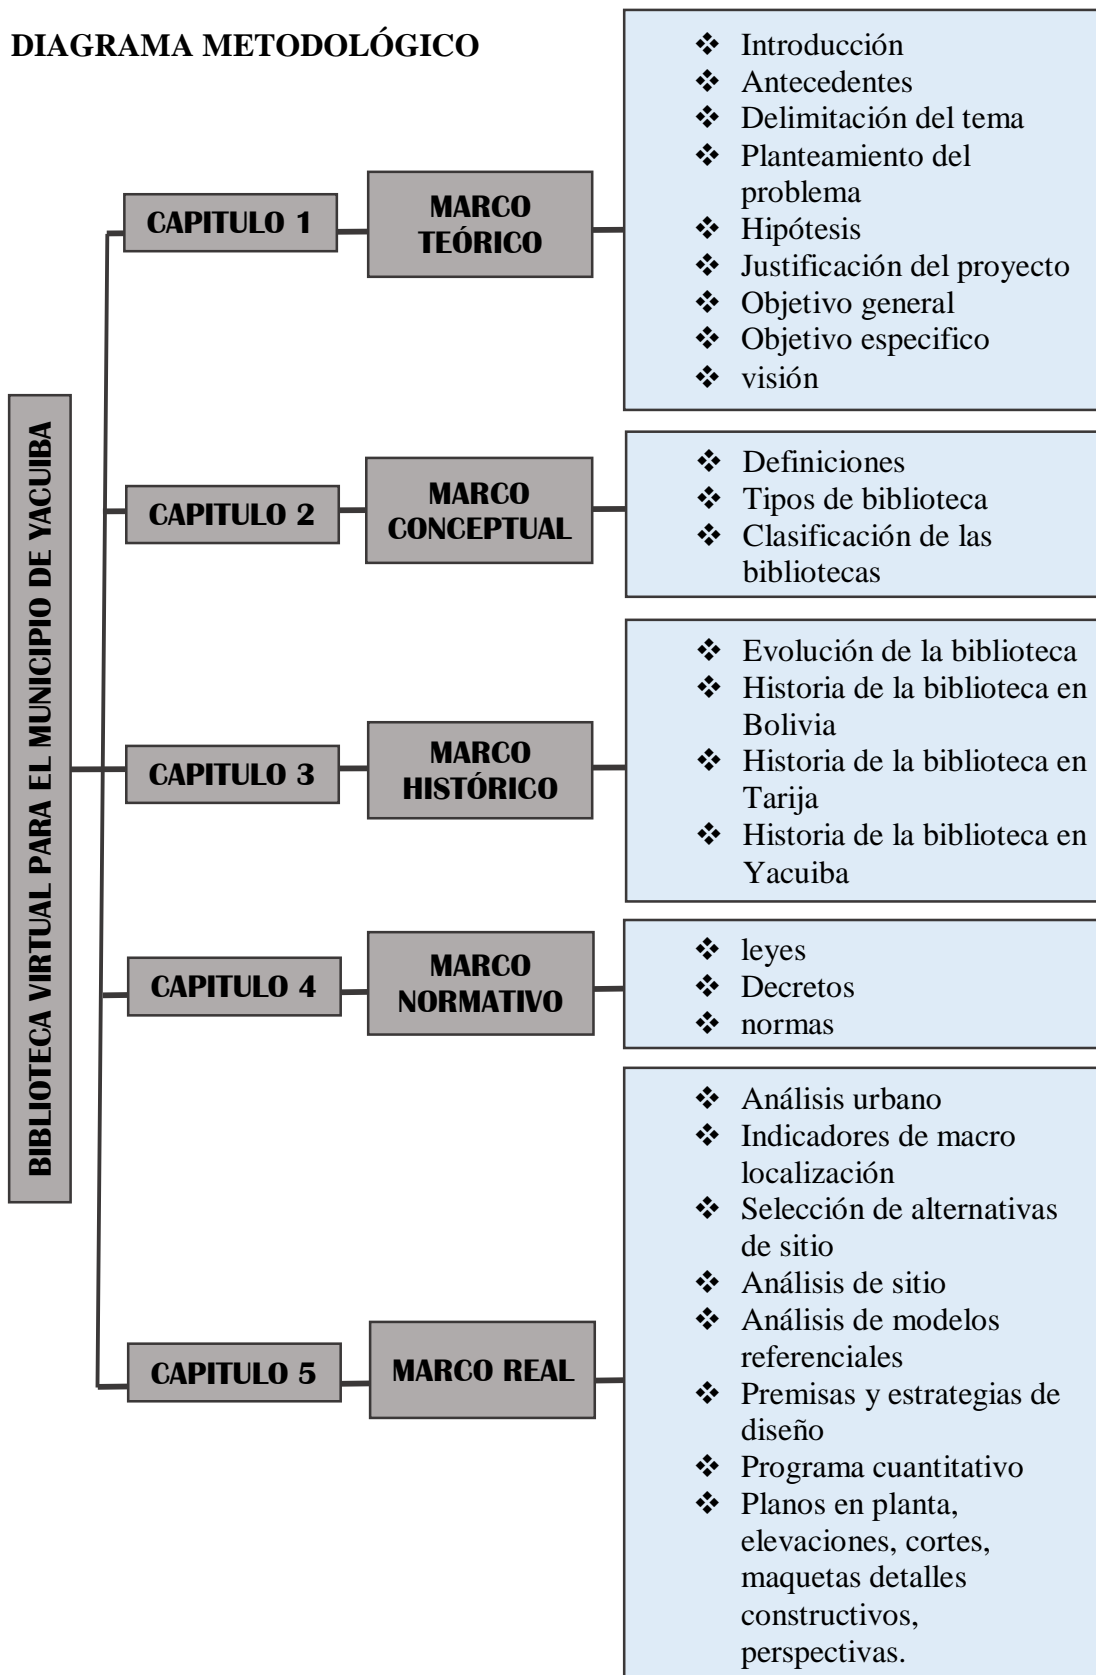 DIAGRAMA METODOLÓGICO
BIBLIOTECA VIRTUAL PARA EL MUNICIPIO DE YACUIBA
CAPITULO 1
MARCO
TEÓRICO
❖ Introducción
❖ Antecedentes
❖ Delimitación del tema
❖ Planteamiento del
problema
❖ Hipótesis
❖ Justificación del proyecto
❖ Objetivo general
❖ Objetivo especifico
❖ visión
CAPITULO 2
MARCO
CONCEPTUAL
❖ Definiciones
❖ Tipos de biblioteca
❖ Clasificación de las
bibliotecas
CAPITULO 3
MARCO
HISTÓRICO
❖ Evolución de la biblioteca
❖ Historia de la biblioteca en
Bolivia
❖ Historia de la biblioteca en
Tarija
❖ Historia de la biblioteca en
Yacuiba
CAPITULO 4
MARCO
NORMATIVO
❖ leyes
❖ Decretos
❖ normas
CAPITULO 5
MARCO REAL
❖ Análisis urbano
❖ Indicadores de macro
localización
❖ Selección de alternativas
de sitio
❖ Análisis de sitio
❖ Análisis de modelos
referenciales
❖ Premisas y estrategias de
diseño
❖ Programa cuantitativo
❖ Planos en planta,
elevaciones, cortes,
maquetas detalles
constructivos,
perspectivas.